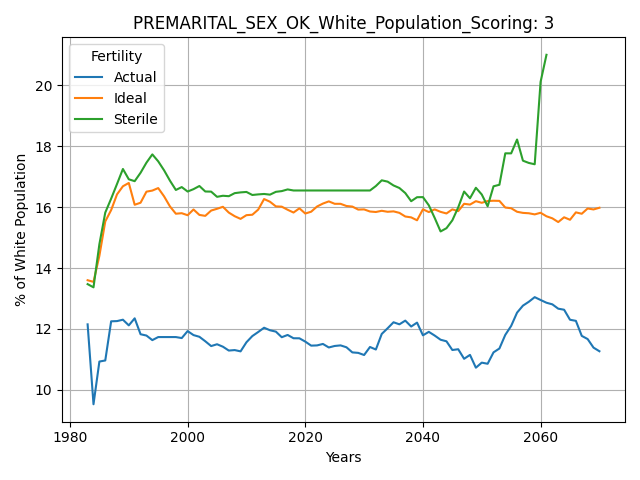 PREMARITAL_SEX_OK_White_Population_Scoring: 3
Fertility
Actual
Ideal
Sterile
% of White Population
20
18
16
14
12
10
1980
2000
2020
2040
2060
Years